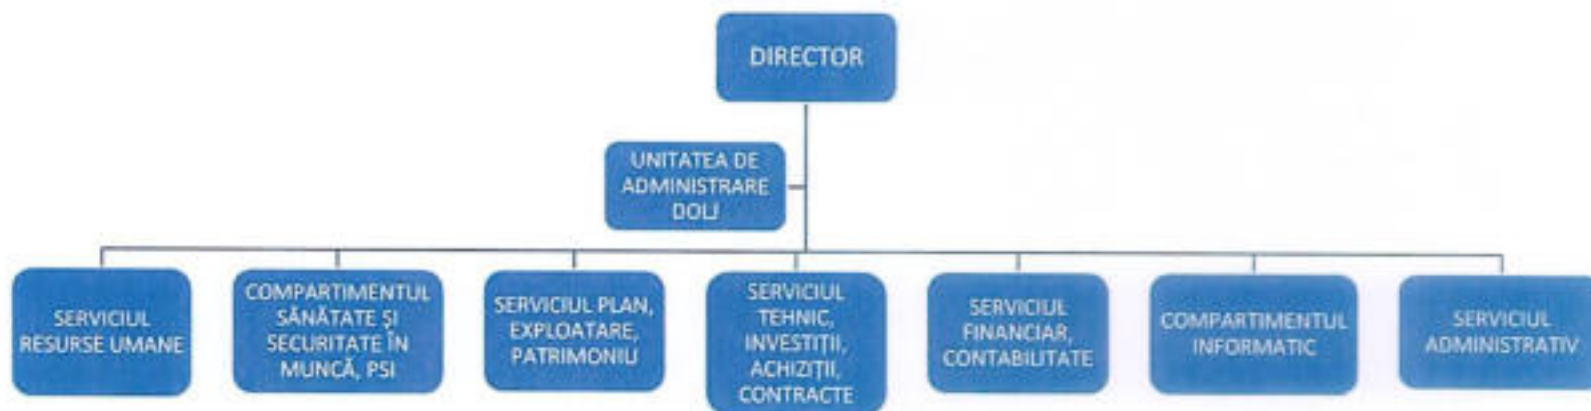 DIRECTOR
UNITATEA DE
ADMINISTRARE
DOLJ
SERVICIUL
RESURSE UMANE
COMPARTIMENTUL
SĂNĂTATE ȘI
SECURITATE ÎN
MUNCĂ, PSI
SERVICIUL PLAN,
EXPLOATARE,
PATRIMONIU
SERVICIUL
TEHNIC,
INVESTIȚII,
ACHIZIȚII,
CONTRACTE
SERVICIUL
FINANCIAR,
CONTABILITATE
COMPARTIMENTUL
INFORMATIC
SERVICIUL
ADMINISTRATIV